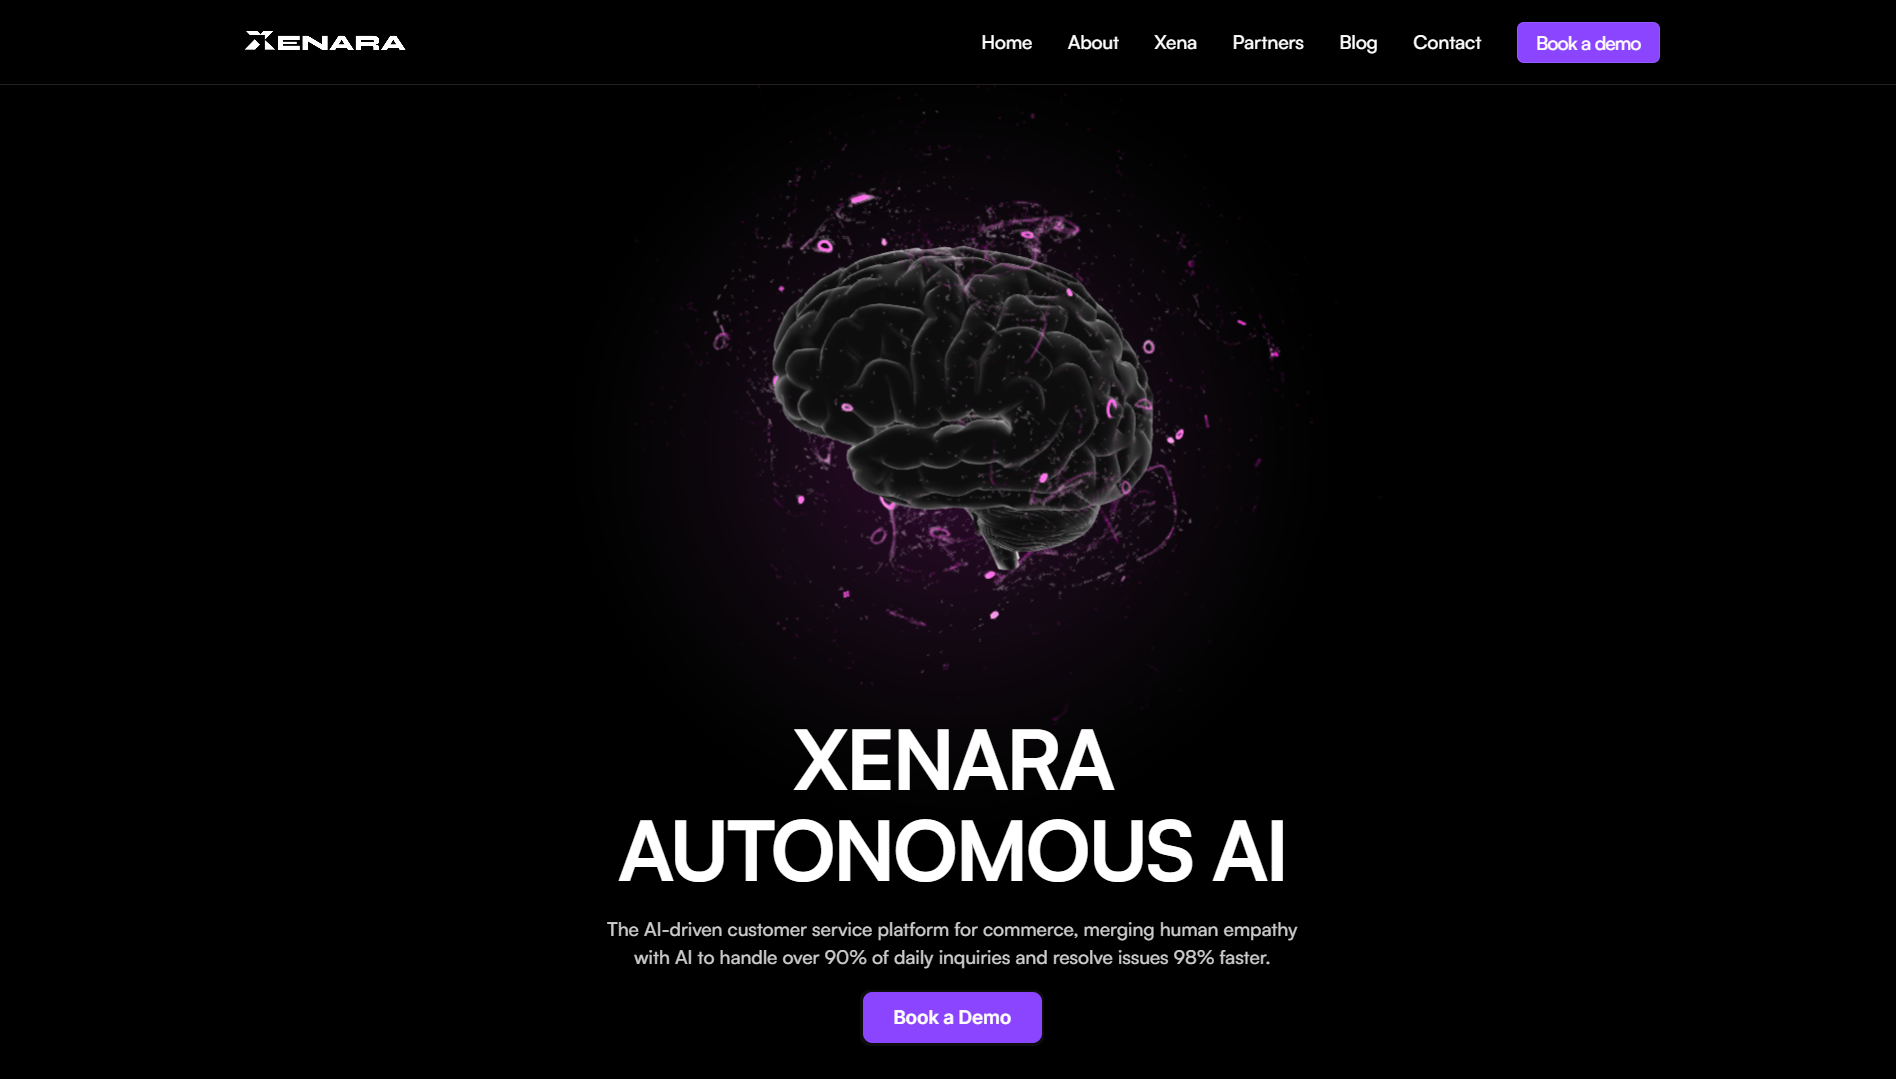 XENARA
Home About Xena Partners Blog Contact Book a demo
XENARA
AUTONOMOUS AI
The AI-driven customer service platform for commerce, merging human empathy
with AI to handle over 90% of daily inquiries and resolve issues 98% faster.
Book a Demo